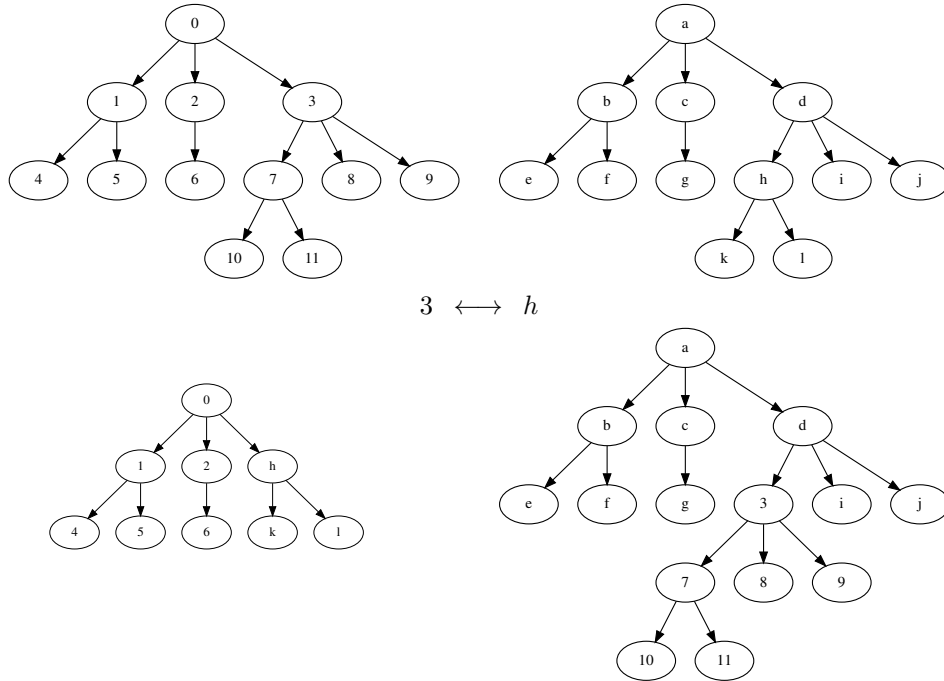 0 a
1 2 3 b c d
4 5 6 7 8 9 e f g h i j
10 11 k l
3 ⟷ h
a
0
b c d
1 2 h
e f g 3 i j
4 5 6 k l
7 8 9
10 11